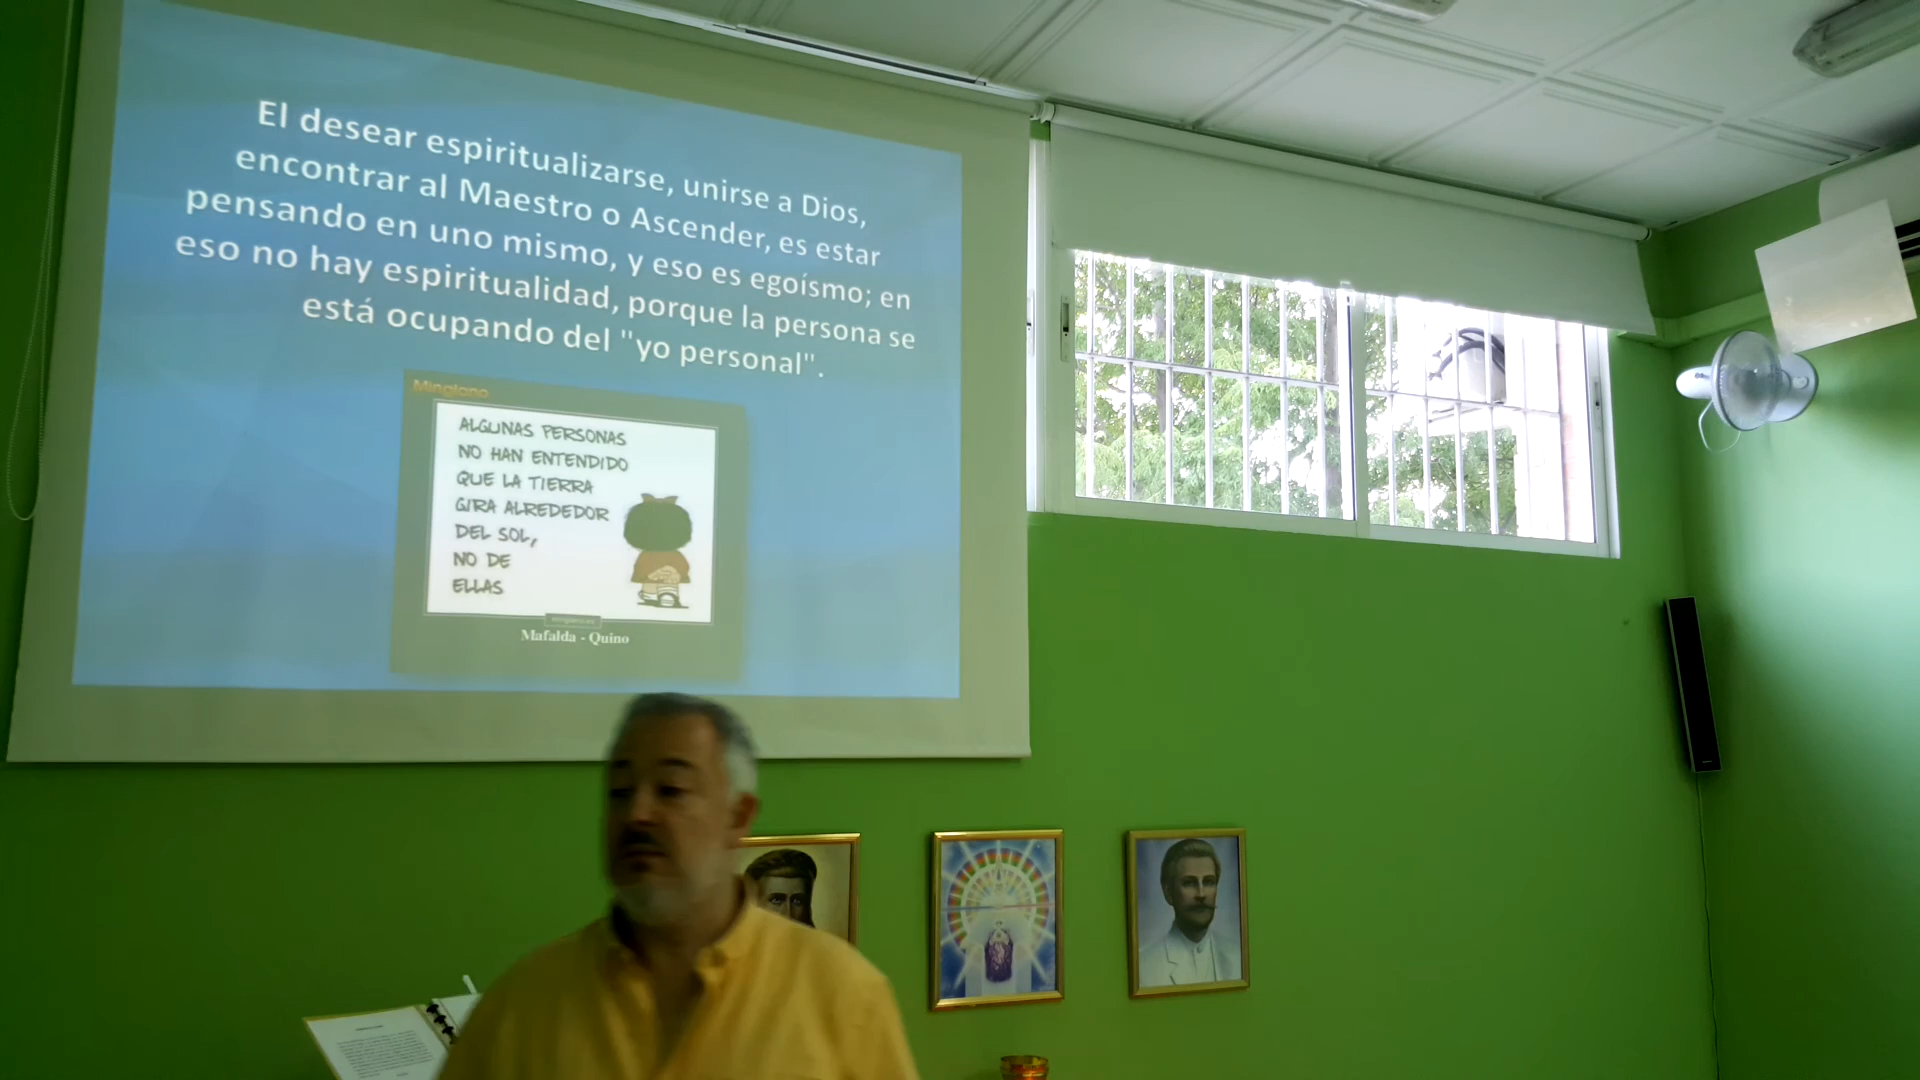 El desear espiritualizarse, unirse a Dios,
encontrar al Maestro o Ascender, es estar
pensando en uno mismo, y eso es egoísmo; en
eso no hay espiritualidad, porque la persona se
está ocupando del "yo personal".
Mingiano
ALGUNAS PERSONAS
NO HAN ENTENDIDO
QUE LA TIERRA
GIRA ALREDEDOR
DEL SOL,
NO DE
ELLAS
Mafalda - Quino